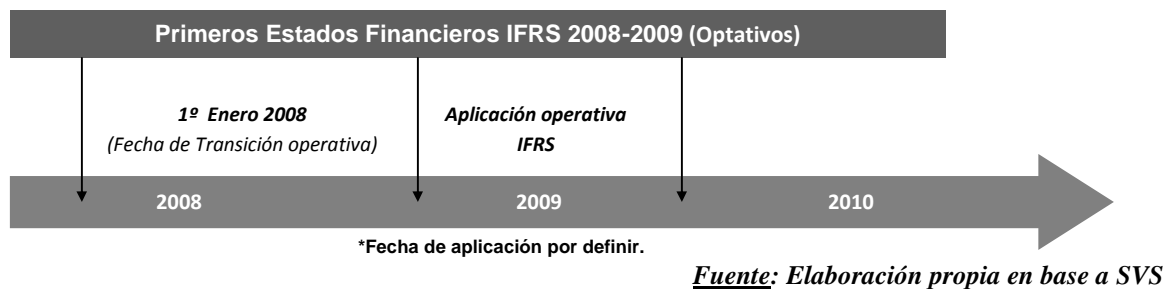 Primeros Estados Financieros IFRS 2008-2009 (Optativos)
1º Enero 2008
(Fecha de Transición operativa)
Aplicación operativa
IFRS
2008
2009
2010
*Fecha de aplicación por definir.
Fuente: Elaboración propia en base a SVS